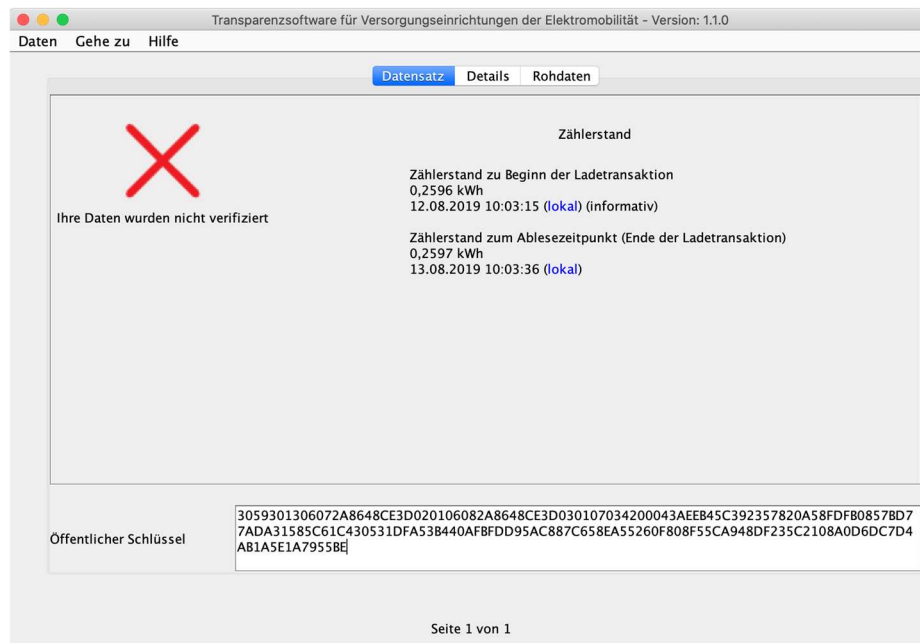 Transparenzsoftware für Versorgungseinrichtungen der Elektromobilität - Version: 1.1.0
Daten Gehe zu Hilfe
Datensatz Details Rohdaten
Ihre Daten wurden nicht verifiziert
Zählerstand
Zählerstand zu Beginn der Ladetransaktion
0,2596 kWh
12.08.2019 10:03:15 (lokal) (informativ)
Zählerstand zum Ablesezeitpunkt (Ende der Ladetransaktion)
0,2597 kWh
13.08.2019 10:03:36 (lokal)
Öffentlicher Schlüssel
3059301306072A8648CE3D020106082A8648CE3D030107034200043AEEB45C392357820A58FDFB0857BD7
7ADA31585C61C430531DFA53B440AFBFDD95AC887C658EA55260F808F55CA948DF235C2108A0D6DC7D4
AB1A5E1A7955BE
Seite 1 von 1